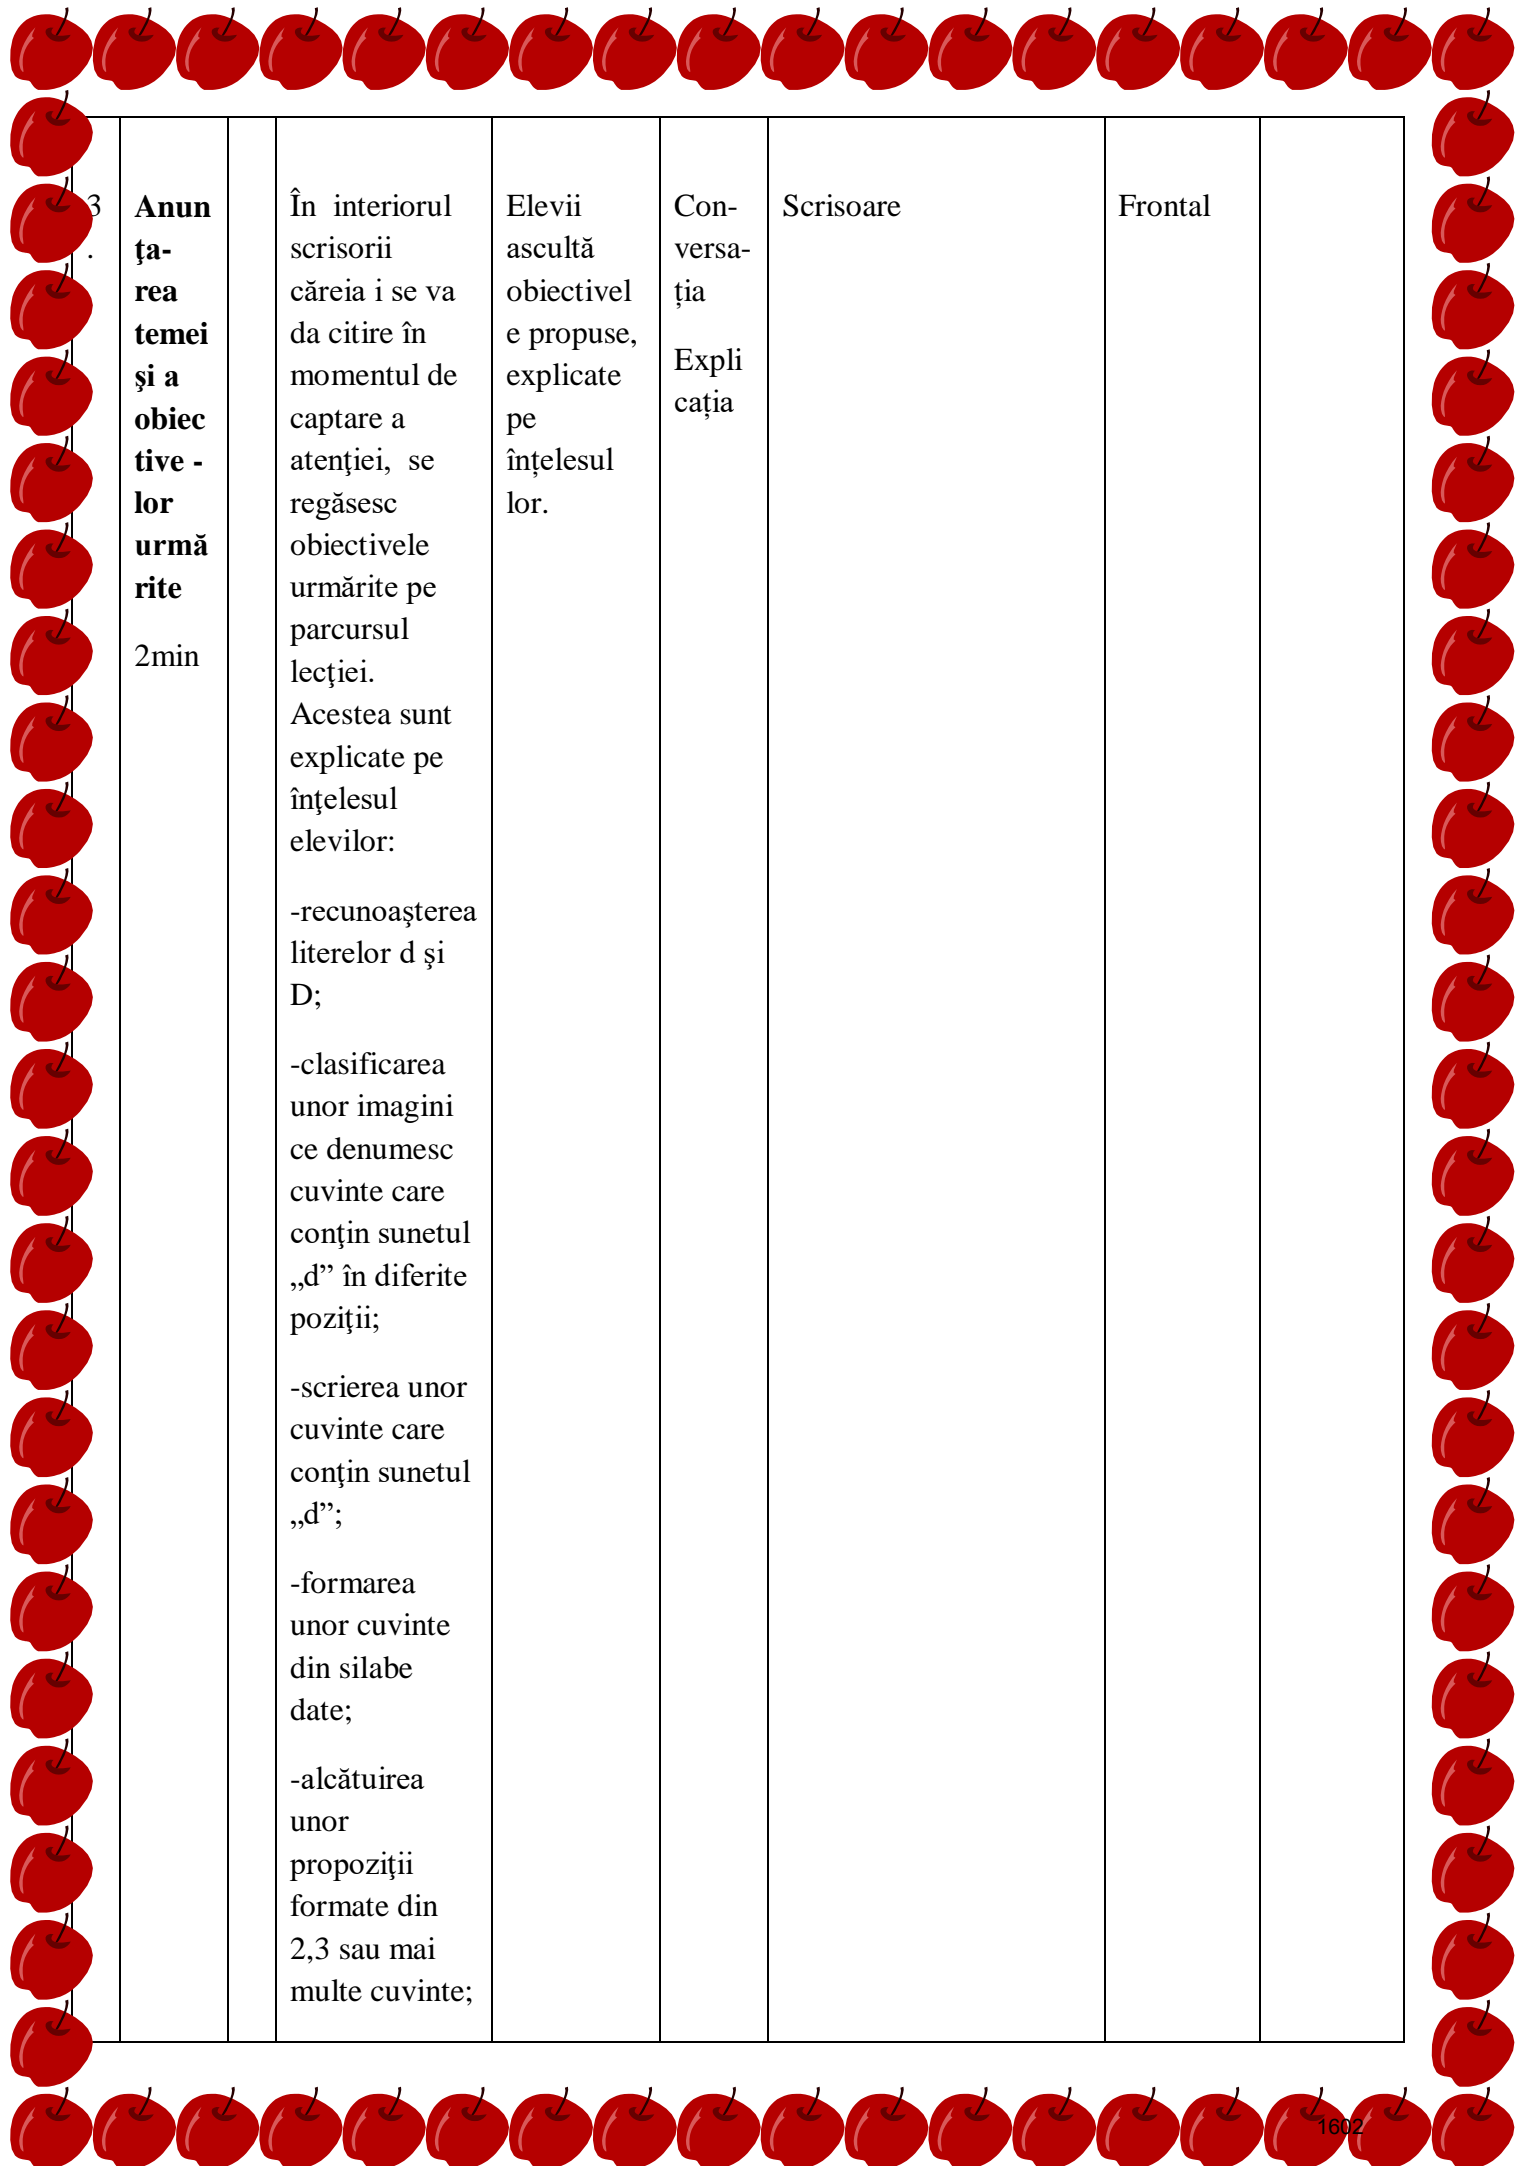 3
.
Anun
ţa-
rea
temei
şi a
obiec
tive -
lor
urmă
rite
2min
În  interiorul
scrisorii
căreia i se va
da citire în
momentul de
captare a
atenţiei,  se
regăsesc
obiectivele
urmărite pe
parcursul
lecţiei.
Acestea sunt
explicate pe
înţelesul
elevilor:
-recunoaşterea
literelor d şi
D;
-clasificarea
unor imagini
ce denumesc
cuvinte care
conţin sunetul
„d” în diferite
poziţii;
-scrierea unor
cuvinte care
conţin sunetul
„d”;
-formarea
unor cuvinte
din silabe
date;
-alcătuirea
unor
propoziţii
formate din
2,3 sau mai
multe cuvinte;
Elevii
ascultă
obiectivel
e propuse,
explicate
pe
înțelesul
lor.
Con-
versa-
ția
Expli
cația
Scrisoare
Frontal
1602